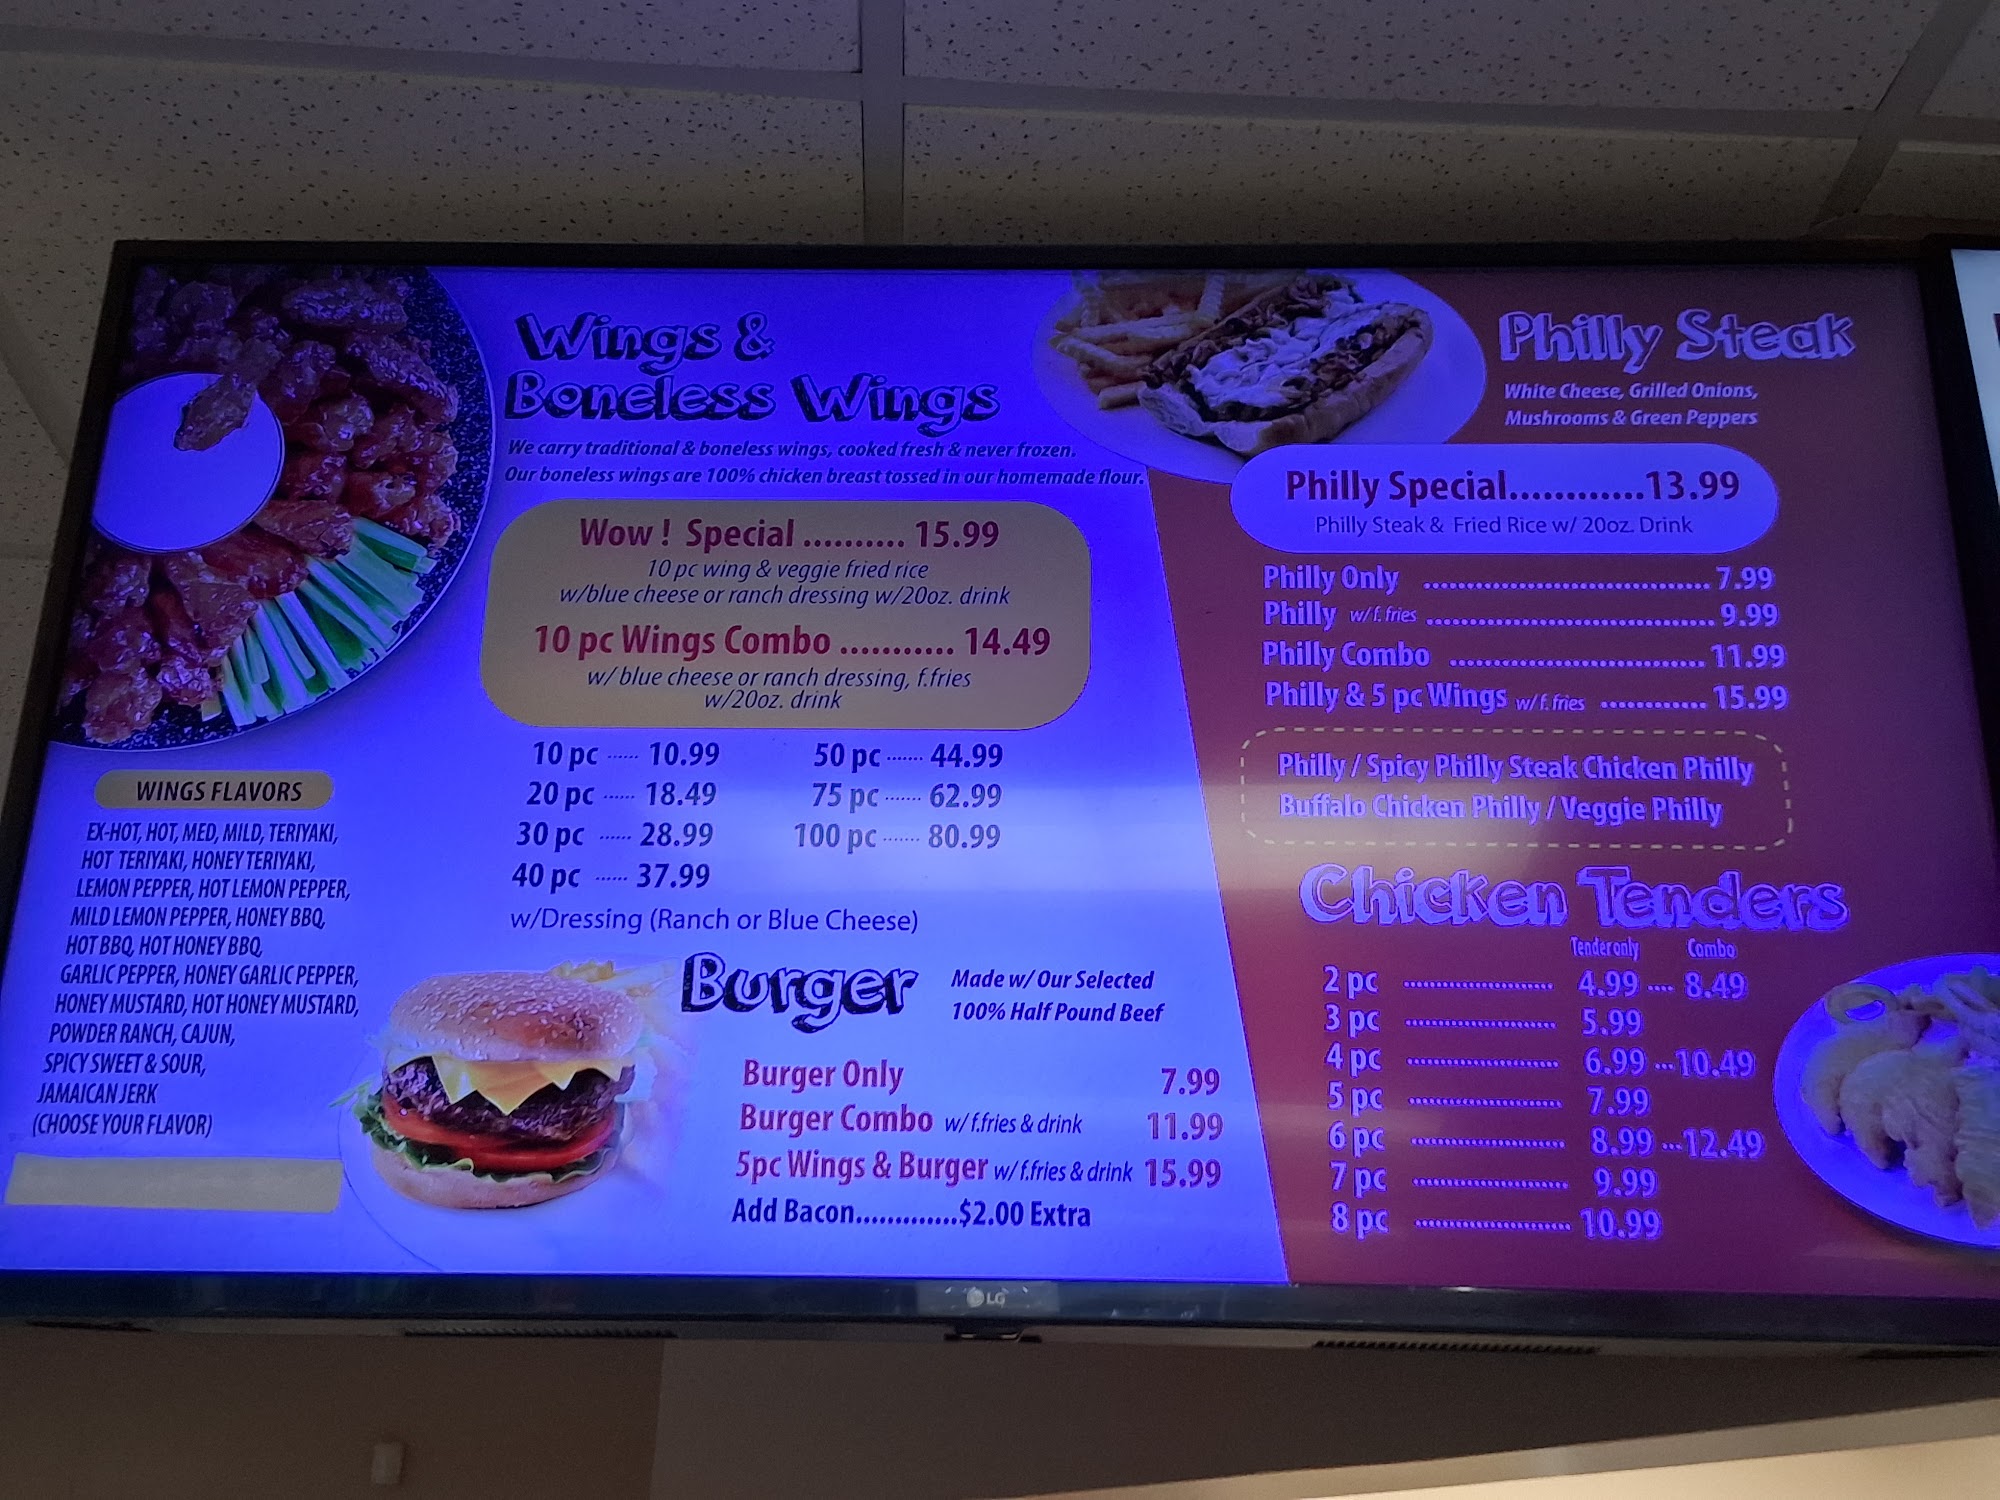 Wings &
Boneless Wings
We carry traditional & boneless wings, cooked fresh & never frozen.
Our boneless wings are 100% chicken breast tossed in our homemade flour.
Wow ! Special .......... 15.99
10 pc wing & veggie fried rice
w/blue cheese or ranch dressing w/20oz. drink
10 pc Wings Combo ........... 14.49
w/ blue cheese or ranch dressing, f.fries
w/20oz. drink
10 pc ...... 10.99
20 pc ...... 18.49
30 pc ...... 28.99
40 pc ...... 37.99
50 pc ....... 44.99
75 pc ....... 62.99
100 pc ....... 80.99
w/Dressing (Ranch or Blue Cheese)
WINGS FLAVORS
EX-HOT, HOT, MED, MILD, TERIYAKI,
HOT TERIYAKI, HONEY TERIYAKI,
LEMON PEPPER, HOT LEMON PEPPER,
MILD LEMON PEPPER, HONEY BBQ,
HOT BBQ, HOT HONEY BBQ,
GARLIC PEPPER, HONEY GARLIC PEPPER,
HONEY MUSTARD, HOT HONEY MUSTARD,
POWDER RANCH, CAJUN,
SPICY SWEET & SOUR,
JAMAICAN JERK
(CHOOSE YOUR FLAVOR)
Burger
Made w/ Our Selected
100% Half Pound Beef
Burger Only 7.99
Burger Combo w/ f.fries & drink 11.99
5pc Wings & Burger w/ f.fries & drink 15.99
Add Bacon.............$2.00 Extra
Philly Steak
White Cheese, Grilled Onions,
Mushrooms & Green Peppers
Philly Special............13.99
Philly Steak & Fried Rice w/ 20oz. Drink
Philly Only ................................ 7.99
Philly w/ f. fries ................................ 9.99
Philly Combo ............................ 11.99
Philly & 5 pc Wings w/ f. fries ............ 15.99
Philly / Spicy Philly Steak Chicken Philly
Buffalo Chicken Philly / Veggie Philly
Chicken Tenders
Tender only Combo
2 pc ........................ 4.99 .... 8.49
3 pc ........................ 5.99
4 pc ........................ 6.99 ... 10.49
5 pc ........................ 7.99
6 pc ........................ 8.99 ... 12.49
7 pc ........................ 9.99
8 pc ........................ 10.99
LG